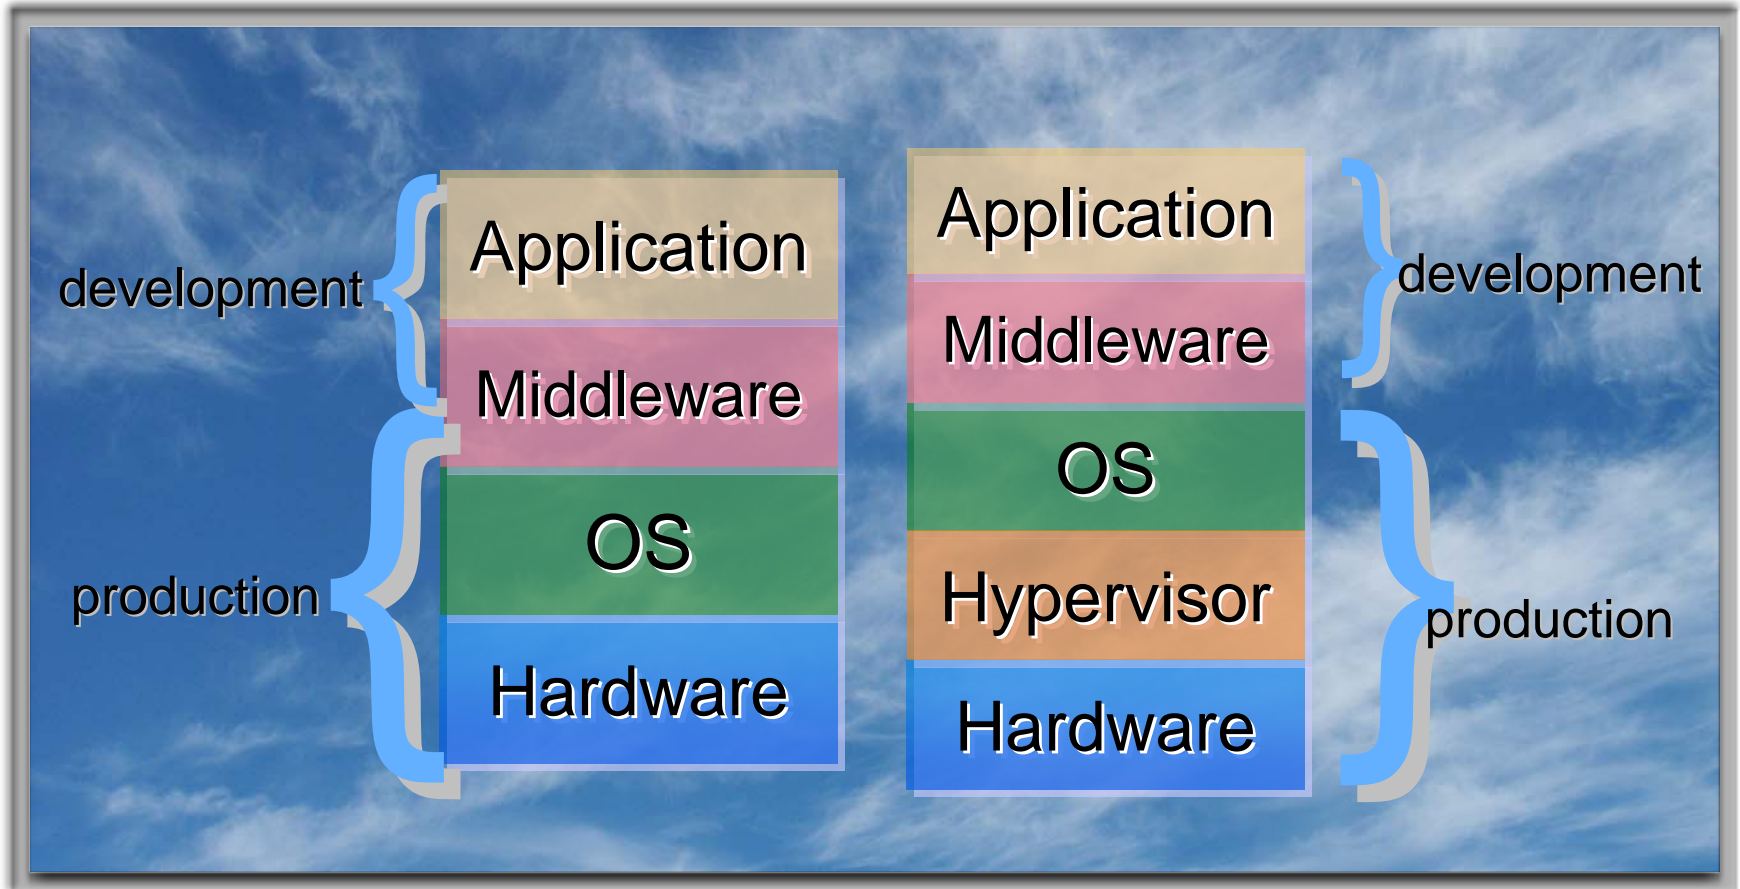 development
production
Application
Middleware
OS
Hardware
Application
Middleware
OS
Hypervisor
Hardware
development
production